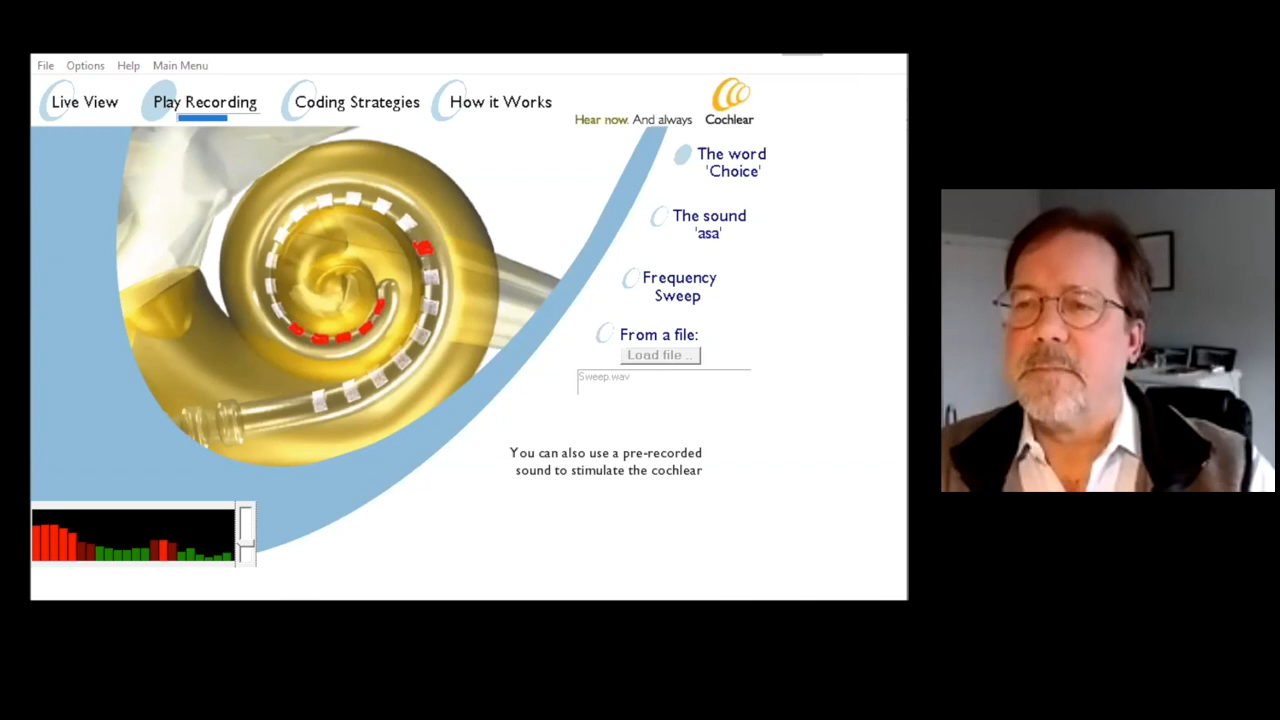 File Options Help Main Menu
Live View Play Recording Coding Strategies How it Works
Hear now. And always Cochlear
The word
'Choice'
The sound
'asa'
Frequency
Sweep
From a file:
Load file ..
Sweep.wav
You can also use a pre-recorded
sound to stimulate the cochlear